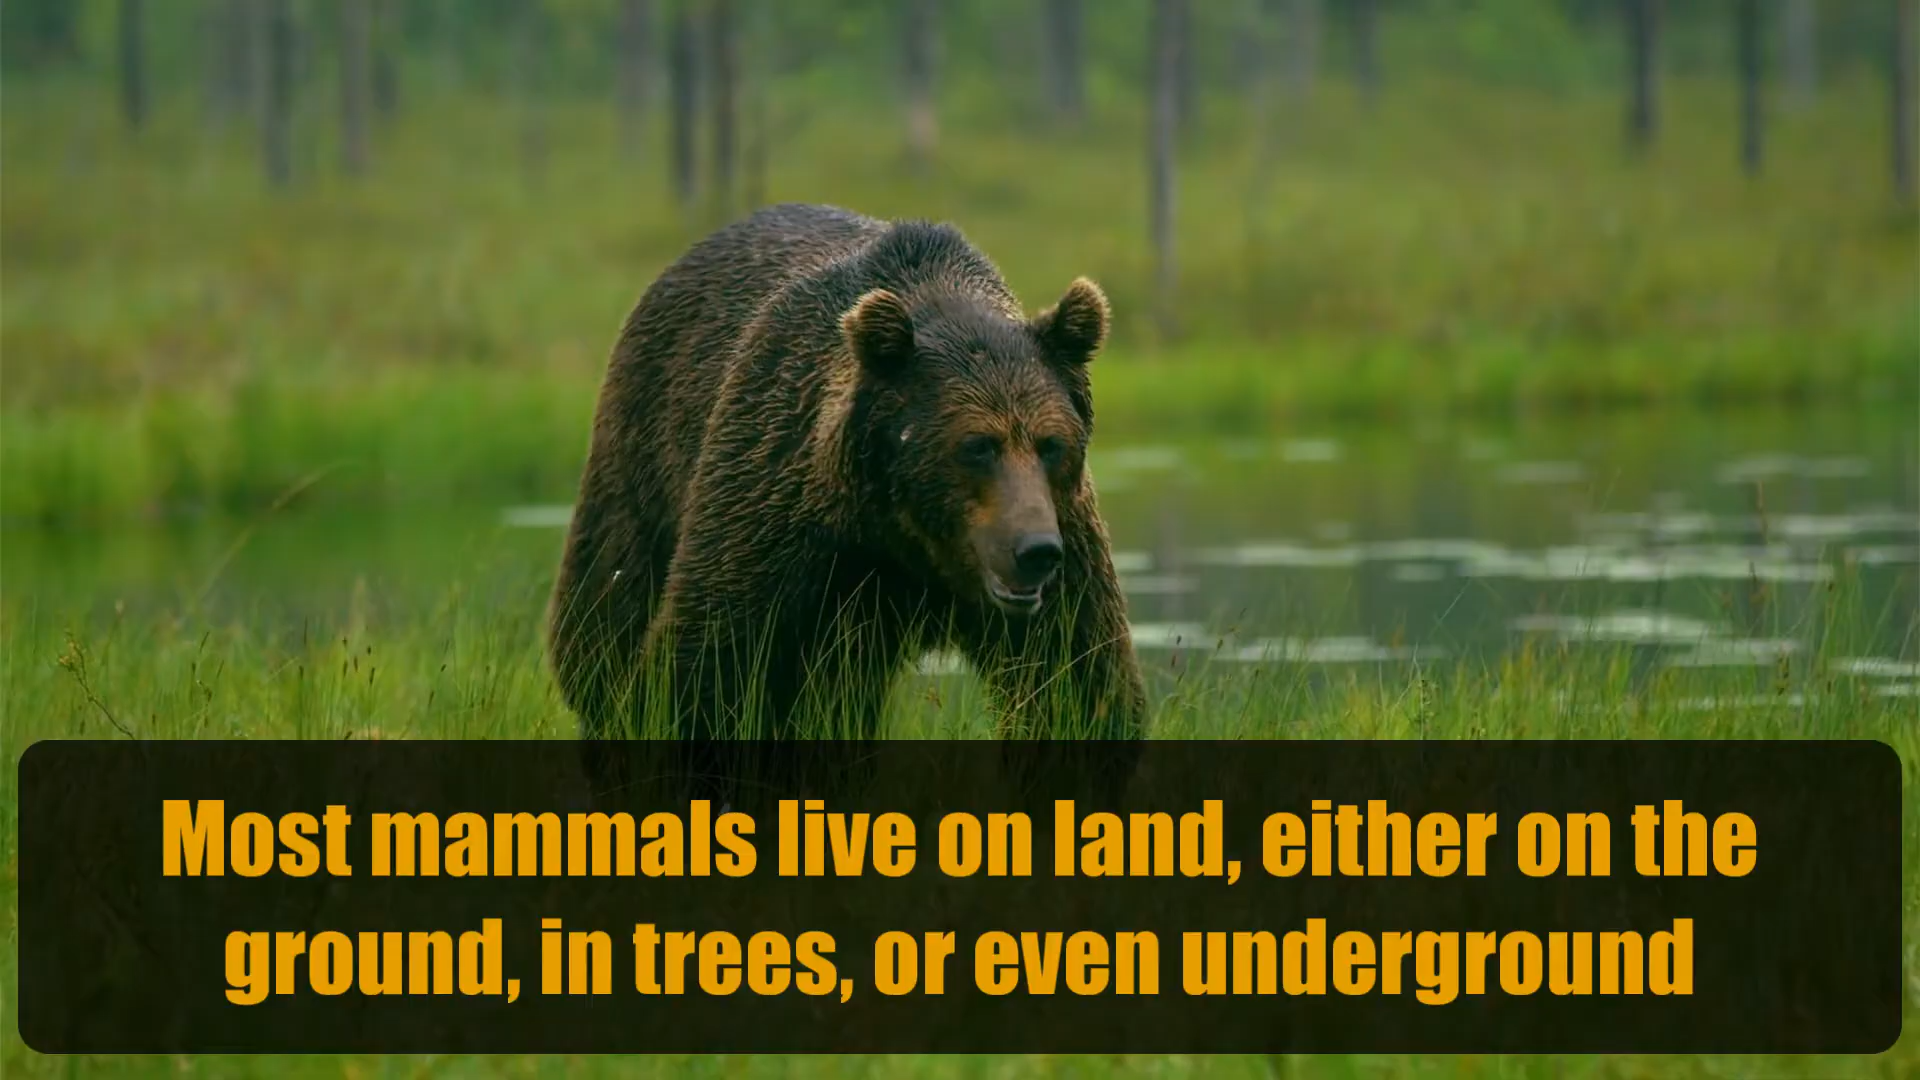 Most mammals live on land, either on the
ground, in trees, or even underground